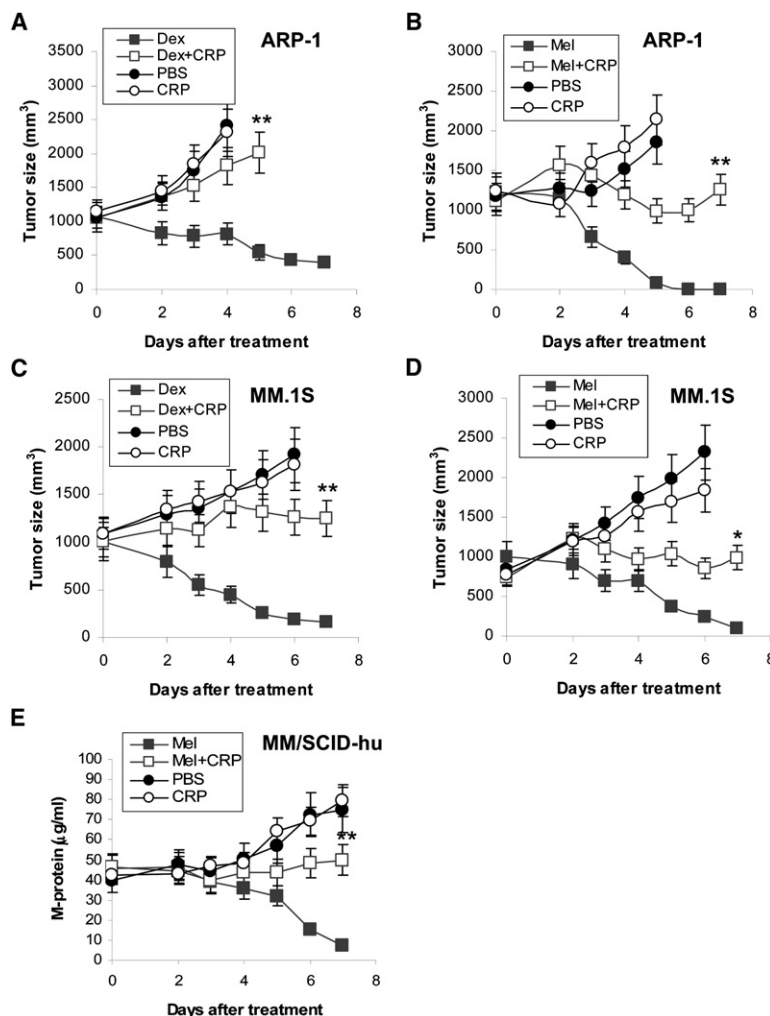 A
Dex
Dex+CRP
PBS
CRP
ARP-1
**
3500
3000
2500
2000
1500
1000
500
0
Tumor size (mm³)
0 2 4 6 8
Days after treatment
B
Mel
Mel+CRP
PBS
CRP
ARP-1
**
3000
2500
2000
1500
1000
500
0
Tumor size (mm³)
0 2 4 6 8
Days after treatment
C
Dex
Dex+CRP
PBS
CRP
MM.1S
**
2500
2000
1500
1000
500
0
Tumor size (mm³)
0 2 4 6 8
Days after treatment
D
Mel
Mel+CRP
PBS
CRP
MM.1S
*
3000
2500
2000
1500
1000
500
0
Tumor size (mm³)
0 2 4 6 8
Days after treatment
E
Mel
Mel+CRP
PBS
CRP
MM/SCID-hu
**
100
90
80
70
60
50
40
30
20
10
0
M-protein (μg/ml)
0 2 4 6 8
Days after treatment